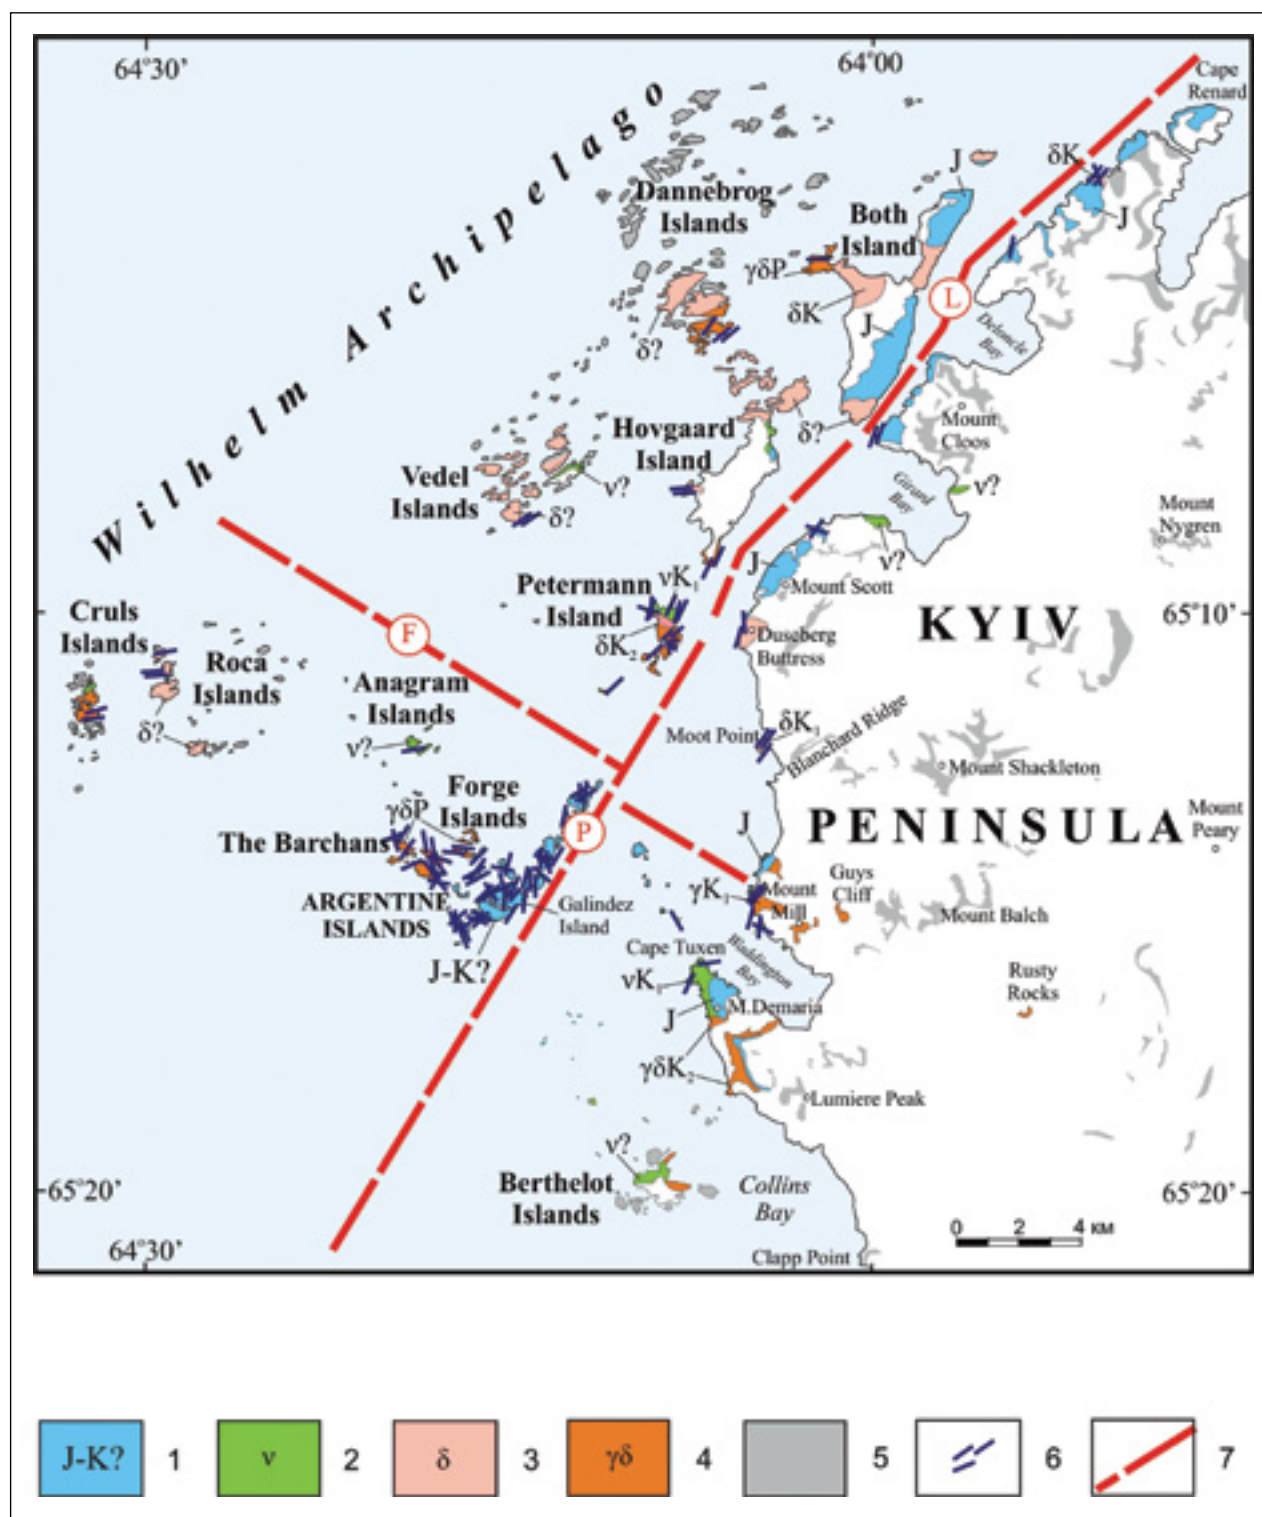 64°30'
64°00
Cape
Renard
Wilhelm Archipelago
δK
J
J
Dannebrog
Islands
Both
Island
γδP
δK
L
J
Deloncle
Bay
δ?
Hovgaard
Island
δ?
Mount
Cloos
Vedel
Islands
ν?
δ?
Girard
Bay
ν?
Mount
Nygren
ν?
Petermann
Island
νK₁
J
Mount Scott
KYIV
65°10'
Cruls
Islands
F
δK₂
Duseberg
Buttress
Roca
Islands
Anagram
Islands
δ?
ν?
Moot Point
δK₁
Blanchard Ridge
Mount Shackleton
Forge
Islands
γδP
The Barchans
P
J
PENINSULA
Mount
Peary
ARGENTINE
ISLANDS
Galindez
Island
γK₁
Mount
Mill
Guys
Cliff
Mount Balch
J-K?
Cape Tuxen
Waddington
Bay
νK₁
J
M.Demaria
Rusty
Rocks
γδK₂
Lumiere Peak
ν?
Berthelot
Islands
Collins
Bay
65°20'
65°20'
0 2 4 км
64°30'
Clapp Point
J-K? 1 ν 2 δ 3 γδ 4 5 6 7